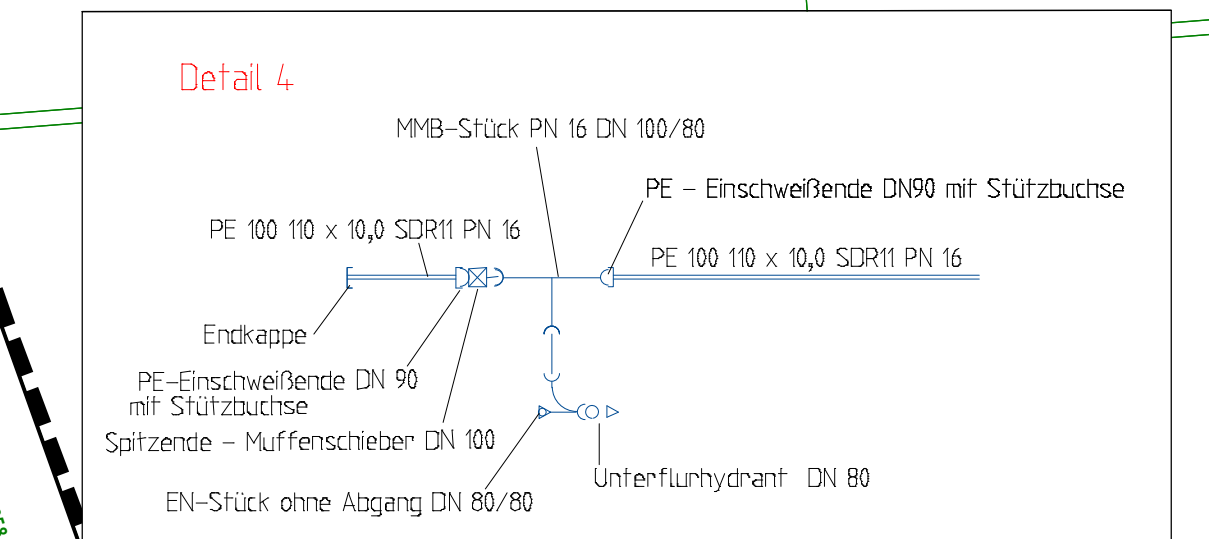 Detail 4
MMB-Stück PN 16 DN 100/80
PE - Einschweißende DN90 mit Stützbuchse
PE 100 110 x 10,0 SDR11 PN 16
PE 100 110 x 10,0 SDR11 PN 16
Endkappe
PE-Einschweißende DN 90
mit Stützbuchse
Spitzende - Muffenschieber DN 100
Unterflurhydrant DN 80
EN-Stück ohne Abgang DN 80/80